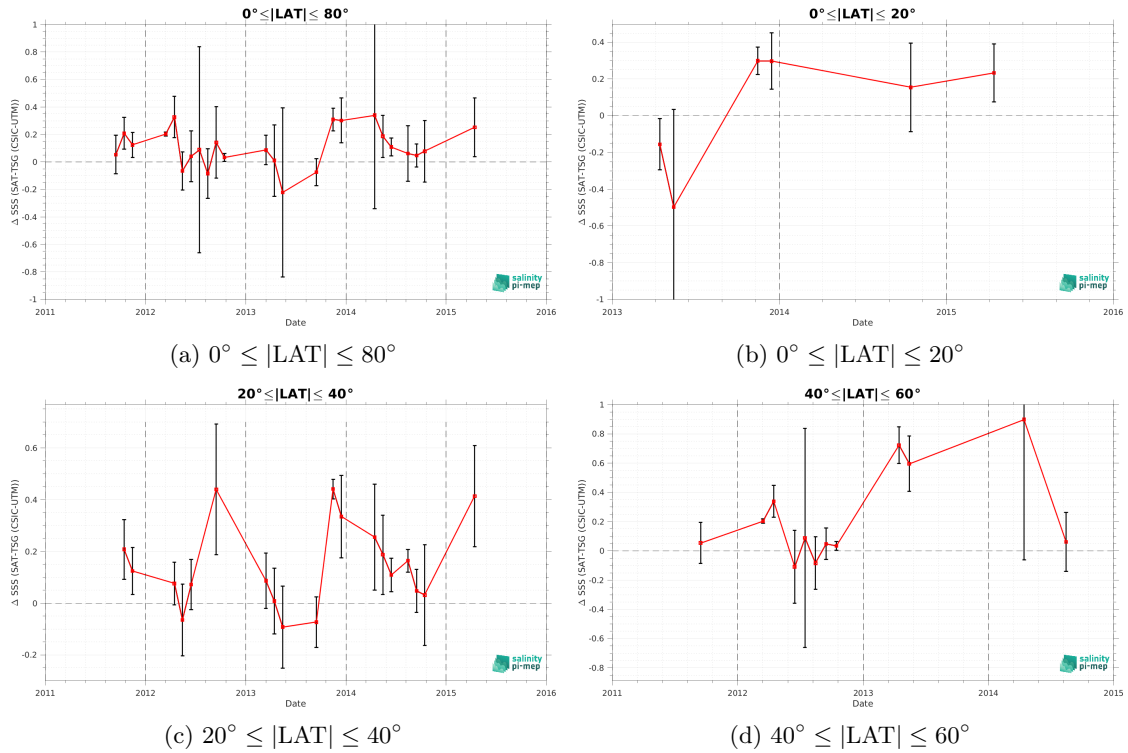 0°≤|LAT|≤ 80°
1
0.8
0.6
0.4
0.2
0
-0.2
-0.4
-0.6
-0.8
-1
Δ SSS (SAT-TSG (CSIC-UTM))
2011 2012 2013 2014 2015 2016
Date
salinity
pi-mep
(a) 0° ≤ |LAT| ≤ 80°
0°≤|LAT|≤ 20°
0.4
0.2
0
-0.2
-0.4
-0.6
-0.8
-1
Δ SSS (SAT-TSG (CSIC-UTM))
2013 2014 2015 2016
Date
salinity
pi-mep
(b) 0° ≤ |LAT| ≤ 20°
20°≤|LAT|≤ 40°
0.6
0.4
0.2
0
-0.2
Δ SSS (SAT-TSG (CSIC-UTM))
2011 2012 2013 2014 2015 2016
Date
salinity
pi-mep
(c) 20° ≤ |LAT| ≤ 40°
40°≤|LAT|≤ 60°
1
0.8
0.6
0.4
0.2
0
-0.2
-0.4
-0.6
-0.8
Δ SSS (SAT-TSG (CSIC-UTM))
2011 2012 2013 2014 2015
Date
salinity
pi-mep
(d) 40° ≤ |LAT| ≤ 60°